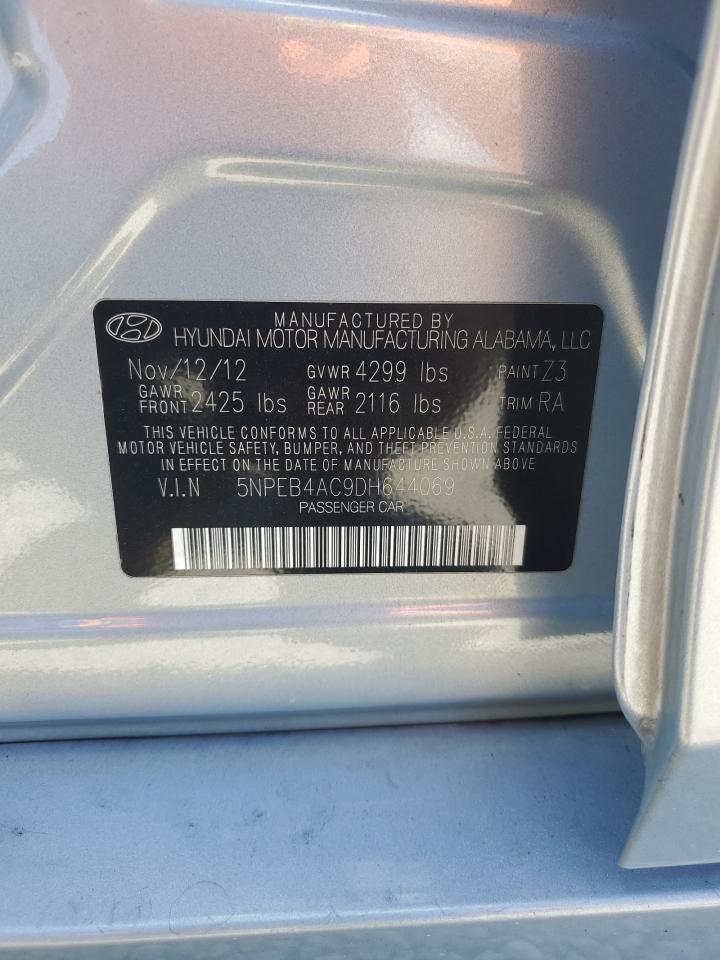 MANUFACTURED BY
HYUNDAI MOTOR MANUFACTURING ALABAMA, LLC
Nov/12/12 GVWR 4299 lbs PAINT Z3
GAWR FRONT 2425 lbs GAWR REAR 2116 lbs TRIM RA
THIS VEHICLE CONFORMS TO ALL APPLICABLE U.S.A. FEDERAL
MOTOR VEHICLE SAFETY, BUMPER, AND THEFT PREVENTION STANDARDS
IN EFFECT ON THE DATE OF MANUFACTURE SHOWN ABOVE
V.I.N 5NPEB4AC9DH644069
PASSENGER CAR